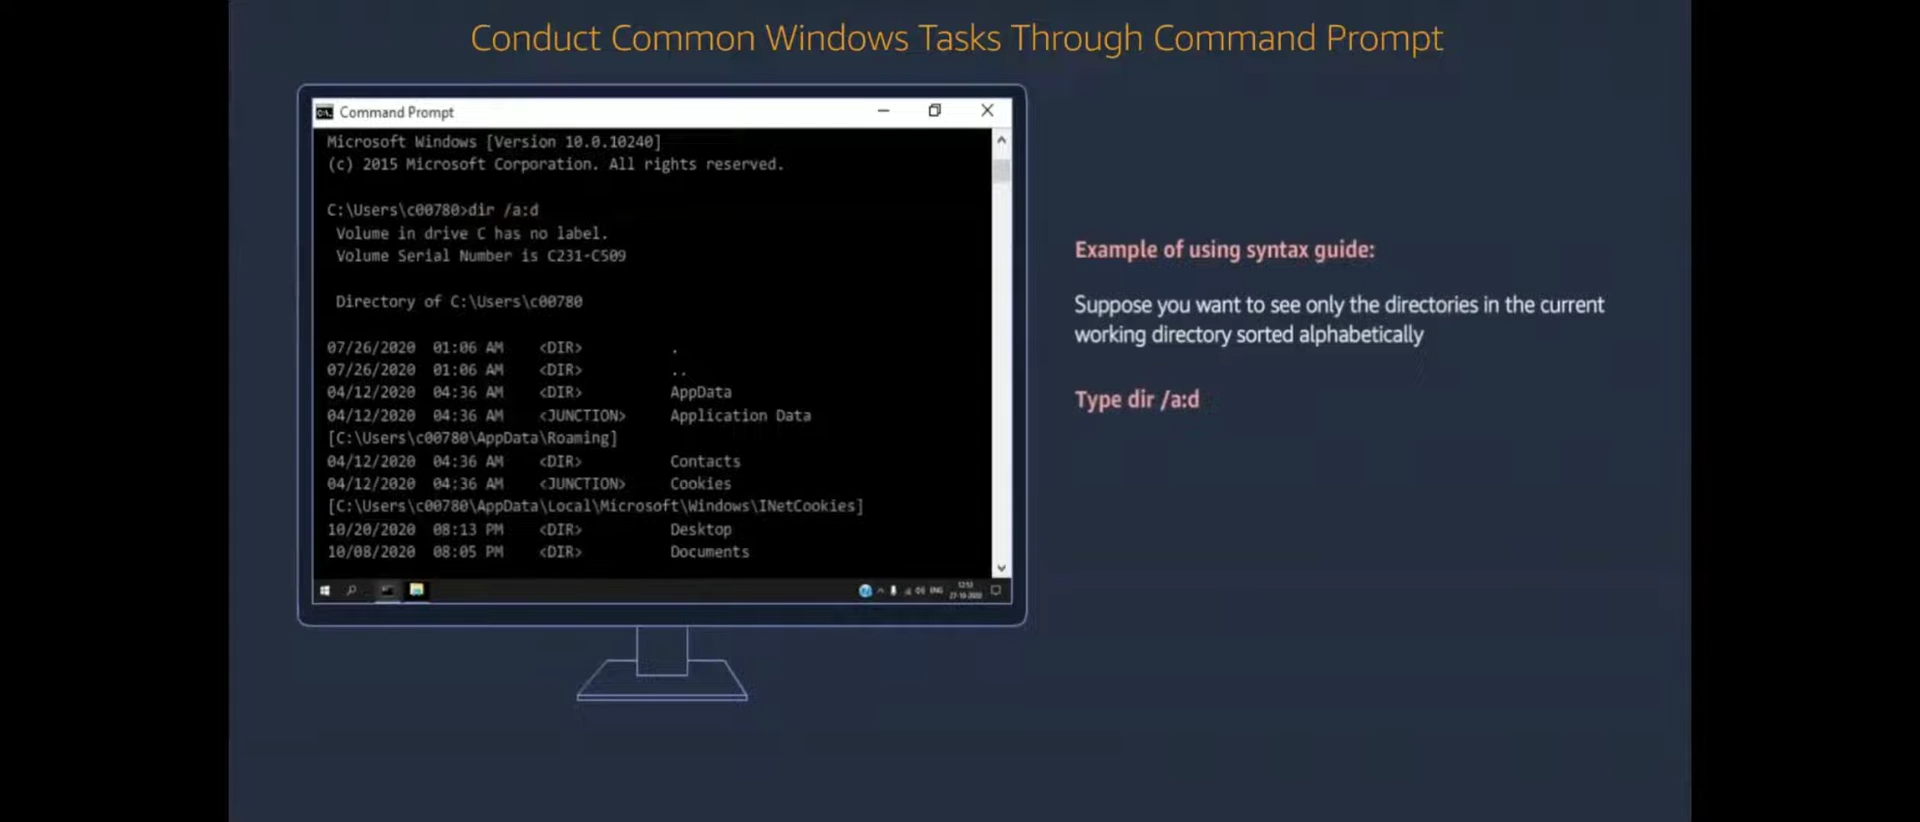 Conduct Common Windows Tasks Through Command Prompt
Command Prompt
Microsoft Windows [Version 10.0.10240]
(c) 2015 Microsoft Corporation. All rights reserved.
C:\Users\c00780>dir /a:d
Volume in drive C has no label.
Volume Serial Number is C231-C509
Directory of C:\Users\c00780
07/26/2020 01:06 AM <DIR> .
07/26/2020 01:06 AM <DIR> ..
04/12/2020 04:36 AM <DIR> AppData
04/12/2020 04:36 AM <JUNCTION> Application Data
[C:\Users\c00780\AppData\Roaming]
04/12/2020 04:36 AM <DIR> Contacts
04/12/2020 04:36 AM <JUNCTION> Cookies
[C:\Users\c00780\AppData\Local\Microsoft\Windows\INetCookies]
10/20/2020 08:13 PM <DIR> Desktop
10/08/2020 08:05 PM <DIR> Documents
ENG
Example of using syntax guide:
Suppose you want to see only the directories in the current
working directory sorted alphabetically
Type dir /a:d